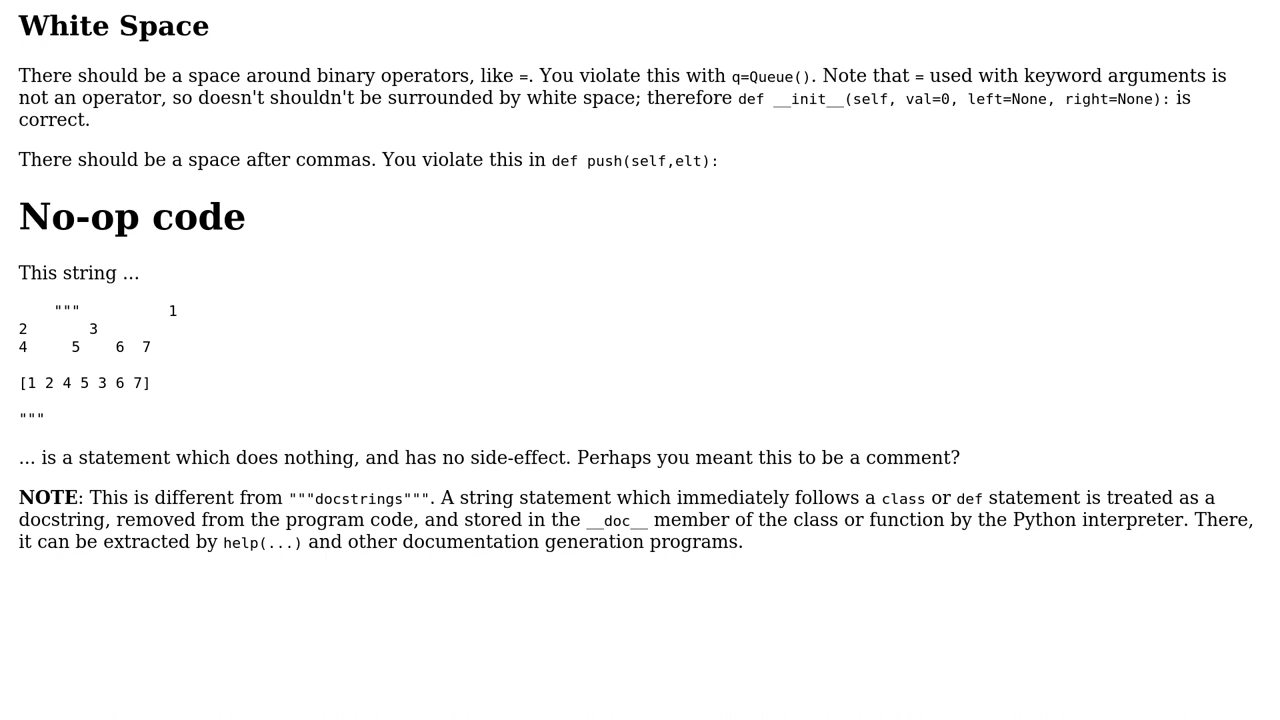 White Space
There should be a space around binary operators, like =. You violate this with q=Queue(). Note that = used with keyword arguments is
not an operator, so doesn't shouldn't be surrounded by white space; therefore def __init__(self, val=0, left=None, right=None): is
correct.
There should be a space after commas. You violate this in def push(self,elt):
No-op code
This string ...
    """          1
2       3
4     5    6  7
[1 2 4 5 3 6 7]
"""
... is a statement which does nothing, and has no side-effect. Perhaps you meant this to be a comment?
NOTE: This is different from """docstrings""". A string statement which immediately follows a class or def statement is treated as a
docstring, removed from the program code, and stored in the __doc__ member of the class or function by the Python interpreter. There,
it can be extracted by help(...) and other documentation generation programs.